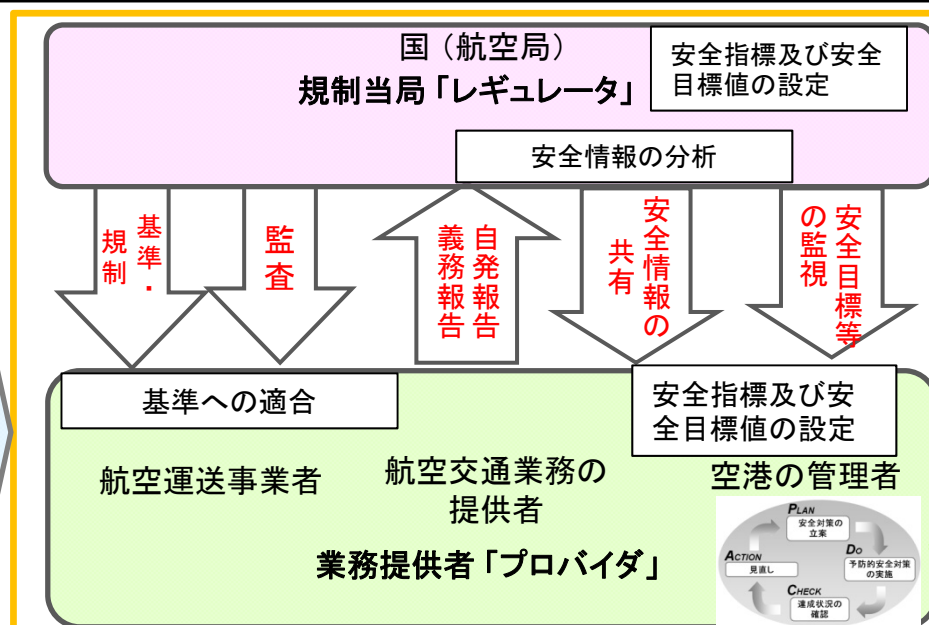 国（航空局）
規制当局「レギュレータ」
安全指標及び安全
目標値の設定
安全情報の分析
基準・
規制
監査
自発報告
義務報告
安全情報の
共有
安全目標等
の監視
基準への適合
安全指標及び安
全目標値の設定
航空運送事業者
航空交通業務の
提供者
空港の管理者
業務提供者「プロバイダ」
PLAN
安全対策の
立案
DO
予防的安全対策
の実施
CHECK
達成状況の
確認
ACTION
見直し